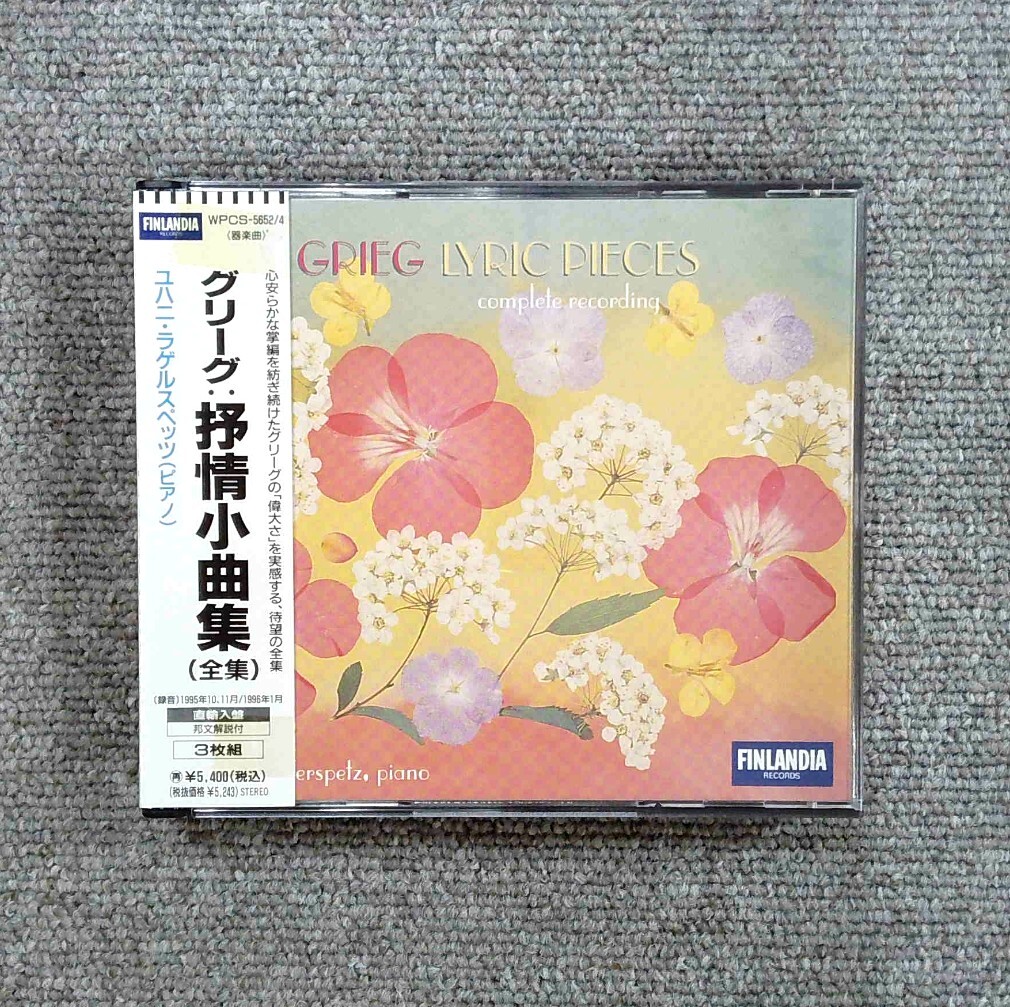 FINLANDIA
RECORDS
WPCS-5652/4
〈器楽曲〉
心安らかな掌編を紡ぎ続けたグリーグの「偉大さ」を実感する、待望の全集
グリーグ:抒情小曲集(全集)
ユハニ・ラゲルスペッツ(ピアノ)
(録音)1995年10、11月/1996年1月
直輸入盤
邦文解説付
3枚組
再 ¥5,400(税込)
(税抜価格 ¥5,243) STEREO
GRIEG LYRIC PIECES
complete recording
erspetz, piano
FINLANDIA
RECORDS